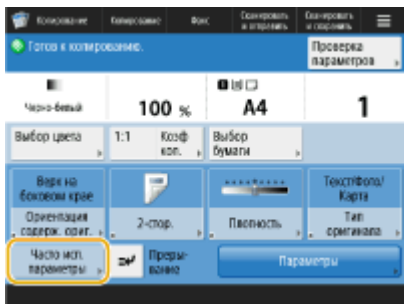 Копирование
Копирование
Факс
Сканировать
и отправить
Сканировать
и сохранить
Готов к копированию.
Проверка
параметров
Черно-белый
100 %
A4
1
Выбор цвета
1:1
Коэф
коп.
Выбор
бумаги
Верх на
боковом крае
Текст/Фото/
Карта
Ориентация
содерж. ориг.
2-стор.
Плотность
Тип
оригинала
Часто исп.
параметры
Преры-
вание
Параметры